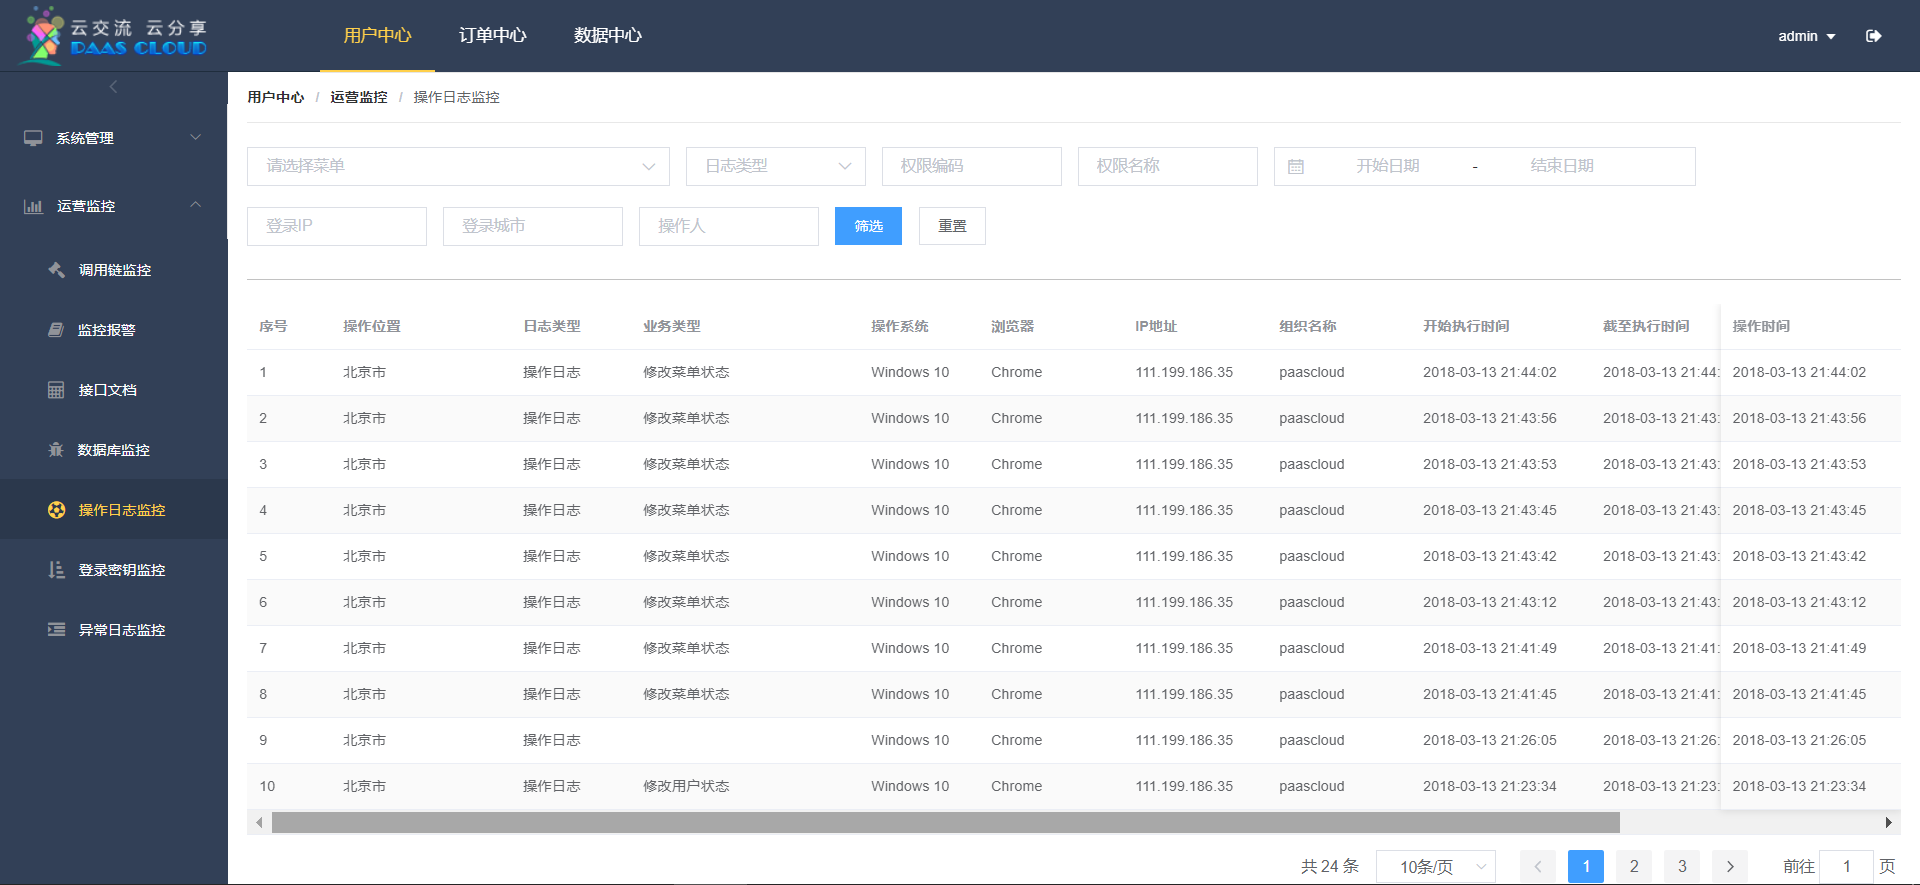 云交流 云分享
PAAS CLOUD
用户中心 订单中心 数据中心
admin
用户中心 / 运营监控 / 操作日志监控
系统管理
运营监控
调用链监控
监控报警
接口文档
数据库监控
操作日志监控
登录密钥监控
异常日志监控
请选择菜单 日志类型 权限编码 权限名称 开始日期 - 结束日期
登录IP 登录城市 操作人 筛选 重置
序号 操作位置 日志类型 业务类型 操作系统 浏览器 IP地址 组织名称 开始执行时间 截至执行时间 操作时间
1 北京市 操作日志 修改菜单状态 Windows 10 Chrome 111.199.186.35 paascloud 2018-03-13 21:44:02 2018-03-13 21:44: 2018-03-13 21:44:02
2 北京市 操作日志 修改菜单状态 Windows 10 Chrome 111.199.186.35 paascloud 2018-03-13 21:43:56 2018-03-13 21:43: 2018-03-13 21:43:56
3 北京市 操作日志 修改菜单状态 Windows 10 Chrome 111.199.186.35 paascloud 2018-03-13 21:43:53 2018-03-13 21:43: 2018-03-13 21:43:53
4 北京市 操作日志 修改菜单状态 Windows 10 Chrome 111.199.186.35 paascloud 2018-03-13 21:43:45 2018-03-13 21:43: 2018-03-13 21:43:45
5 北京市 操作日志 修改菜单状态 Windows 10 Chrome 111.199.186.35 paascloud 2018-03-13 21:43:42 2018-03-13 21:43: 2018-03-13 21:43:42
6 北京市 操作日志 修改菜单状态 Windows 10 Chrome 111.199.186.35 paascloud 2018-03-13 21:43:12 2018-03-13 21:43: 2018-03-13 21:43:12
7 北京市 操作日志 修改菜单状态 Windows 10 Chrome 111.199.186.35 paascloud 2018-03-13 21:41:49 2018-03-13 21:41: 2018-03-13 21:41:49
8 北京市 操作日志 修改菜单状态 Windows 10 Chrome 111.199.186.35 paascloud 2018-03-13 21:41:45 2018-03-13 21:41: 2018-03-13 21:41:45
9 北京市 操作日志 Windows 10 Chrome 111.199.186.35 paascloud 2018-03-13 21:26:05 2018-03-13 21:26: 2018-03-13 21:26:05
10 北京市 操作日志 修改用户状态 Windows 10 Chrome 111.199.186.35 paascloud 2018-03-13 21:23:34 2018-03-13 21:23: 2018-03-13 21:23:34
共 24 条 10条/页 1 2 3 前往 1 页